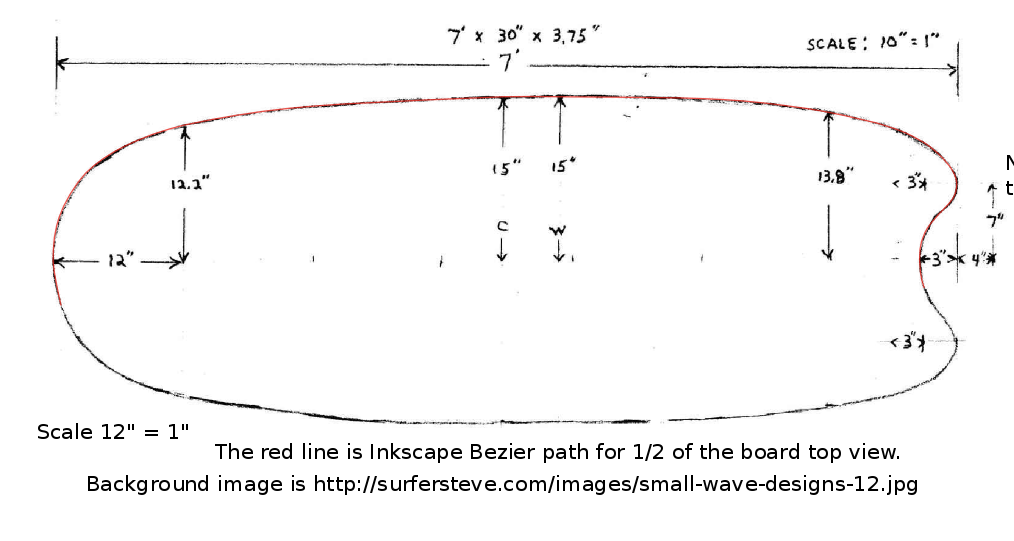 7' x 30" x 3.75"
SCALE: 10"=1"
7'
12.2"
15"
15"
13.8"
3"
N
t
7"
C
W
12"
3"
4"
3"
Scale 12" = 1"
The red line is Inkscape Bezier path for 1/2 of the board top view.
Background image is http://surfersteve.com/images/small-wave-designs-12.jpg